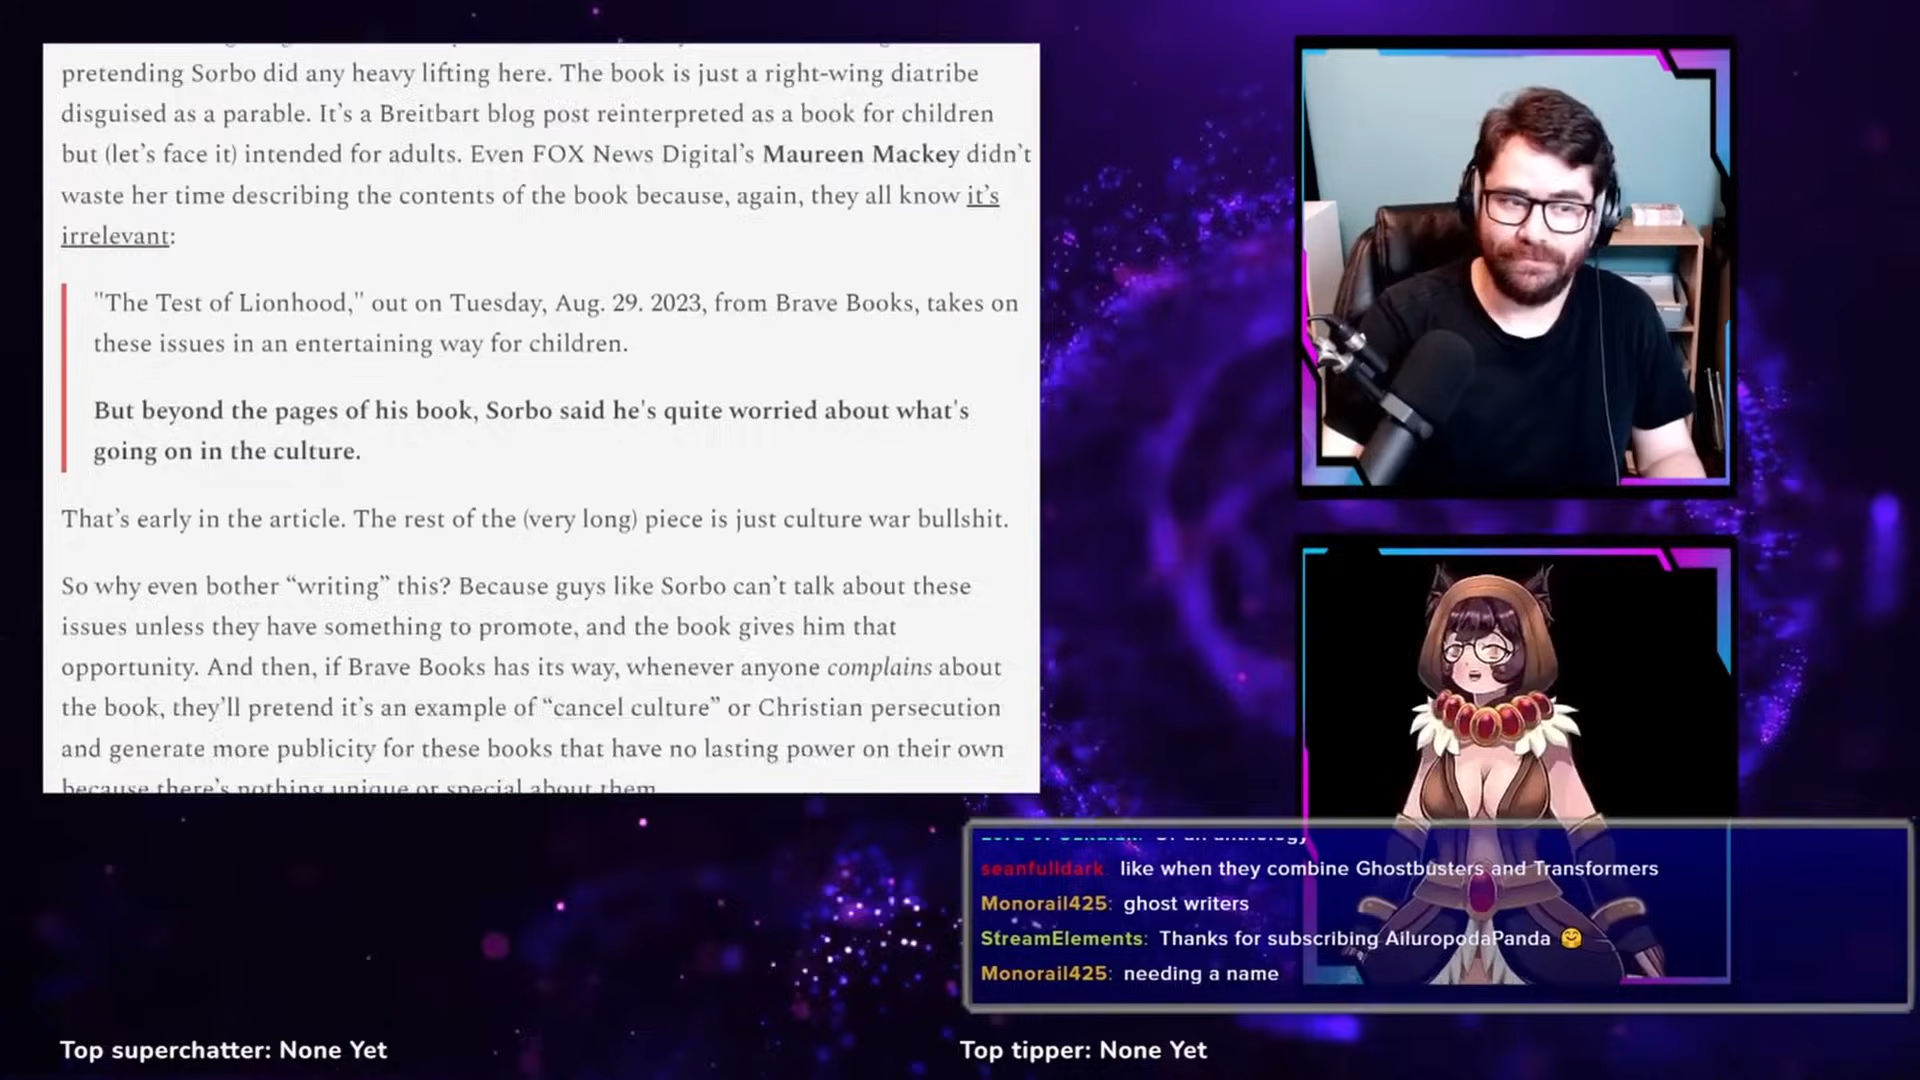 pretending Sorbo did any heavy lifting here. The book is just a right-wing diatribe
disguised as a parable. It’s a Breitbart blog post reinterpreted as a book for children
but (let’s face it) intended for adults. Even FOX News Digital’s Maureen Mackey didn’t
waste her time describing the contents of the book because, again, they all know it’s
irrelevant:
"The Test of Lionhood," out on Tuesday, Aug. 29. 2023, from Brave Books, takes on
these issues in an entertaining way for children.
But beyond the pages of his book, Sorbo said he's quite worried about what's
going on in the culture.
That’s early in the article. The rest of the (very long) piece is just culture war bullshit.
So why even bother “writing” this? Because guys like Sorbo can’t talk about these
issues unless they have something to promote, and the book gives him that
opportunity. And then, if Brave Books has its way, whenever anyone complains about
the book, they’ll pretend it’s an example of “cancel culture” or Christian persecution
and generate more publicity for these books that have no lasting power on their own
because there’s nothing unique or special about them
anthology
seanfulldark: like when they combine Ghostbusters and Transformers
Monorail425: ghost writers
StreamElements: Thanks for subscribing AiluropodaPanda 🤗
Monorail425: needing a name
Top superchatter: None Yet
Top tipper: None Yet